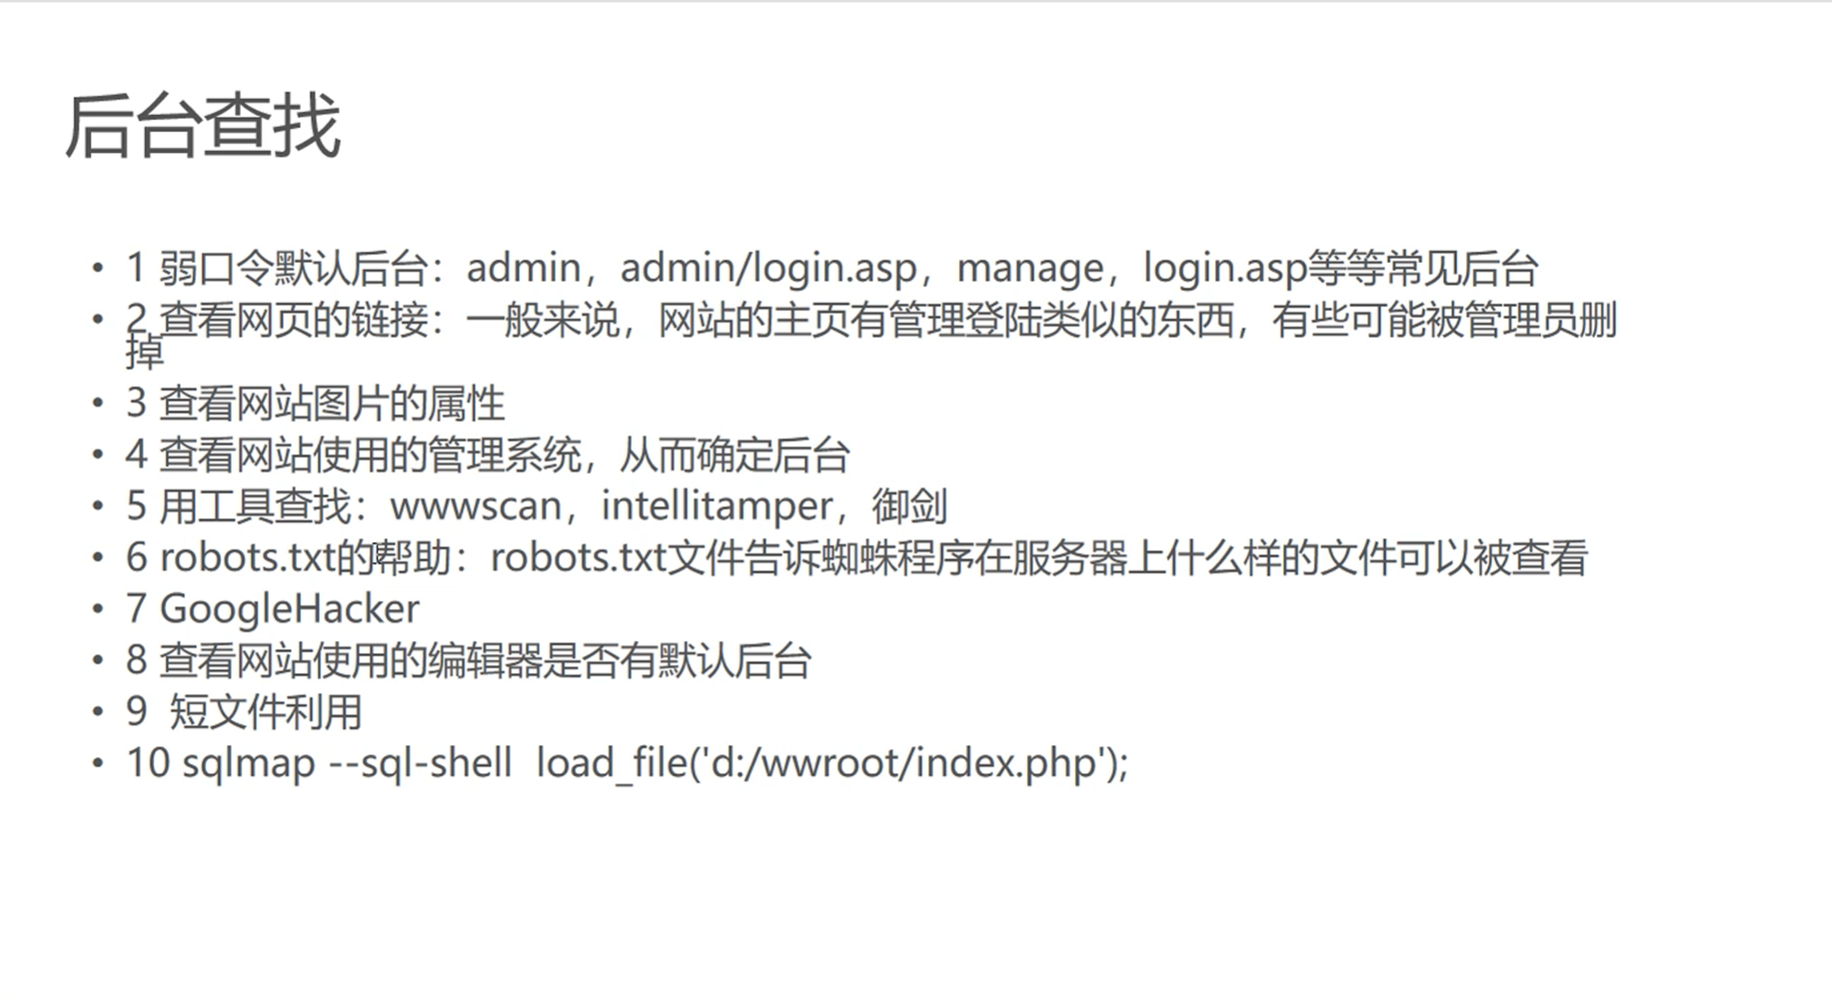 后台查找
• 1 弱口令默认后台：admin，admin/login.asp，manage，login.asp等等常见后台
• 2 查看网页的链接：一般来说，网站的主页有管理登陆类似的东西，有些可能被管理员删
掉
• 3 查看网站图片的属性
• 4 查看网站使用的管理系统，从而确定后台
• 5 用工具查找：wwwscan，intellitamper，御剑
• 6 robots.txt的帮助：robots.txt文件告诉蜘蛛程序在服务器上什么样的文件可以被查看
• 7 GoogleHacker
• 8 查看网站使用的编辑器是否有默认后台
• 9  短文件利用
• 10 sqlmap --sql-shell  load_file('d:/wwroot/index.php');